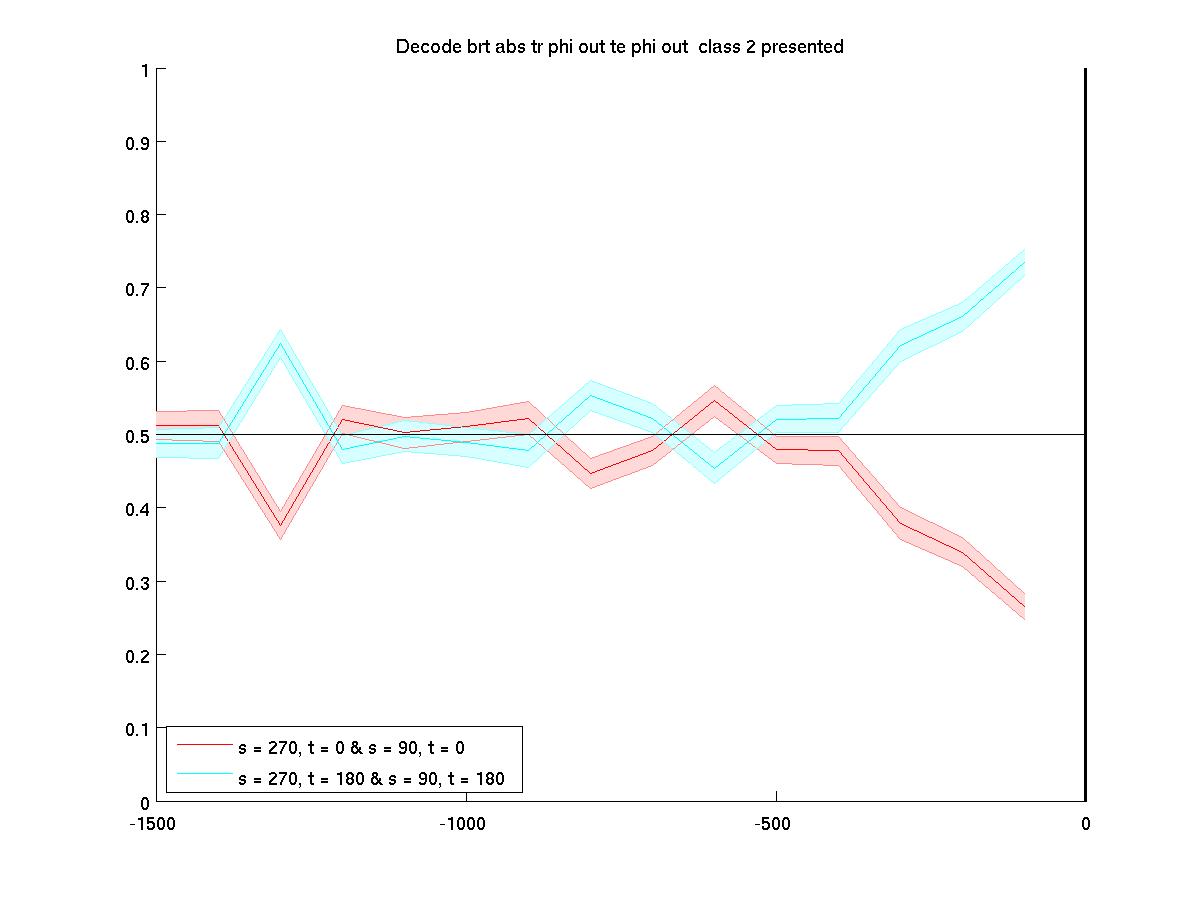 Decode brt abs tr phi out te phi out  class 2 presented
1
0.9
0.8
0.7
0.6
0.5
0.4
0.3
0.2
0.1
0
s = 270, t = 0 & s = 90, t = 0
s = 270, t = 180 & s = 90, t = 180
-1500 -1000 -500 0